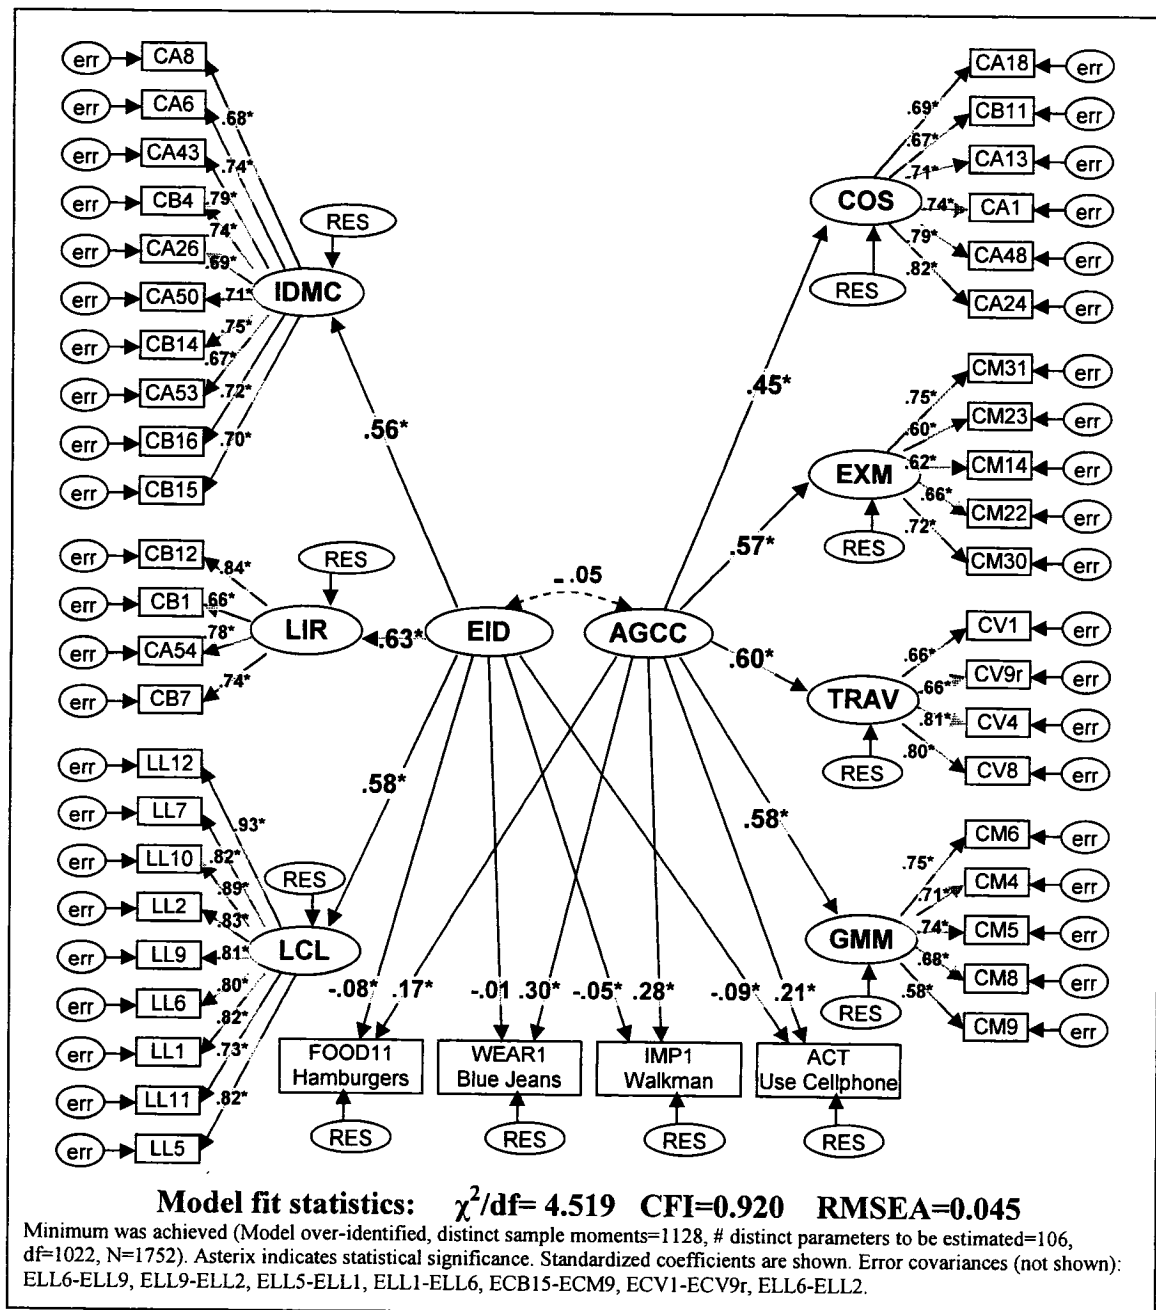 err CA8 CA18 err
err CA6 CB11 err
.68* .69*
.67*
err CA43 CA13 err
.74* .71*
err CB4 .79* RES COS .74* CA1 err
.74*
err CA26 .79* CA48 err
.69* .82*
err CA50 .71* IDMC RES CA24 err
err CB14 .75*
.67*
err CA53 .72* .45* CM31 err
.75*
err CB16 .70* .56* .60* CM23 err
EXM .62* CM14 err
err CB15 .66* CM22 err
.72*
err CB12 RES .57* RES CM30 err
.84*
err CB1 .66* - .05
err CA54 .78* LIR .63* EID AGCC CV1 err
.74* .60* .66*
err CB7 TRAV .66* CV9r err
.81* CV4 err
err LL12 .80*
.58* RES CV8 err
err LL7 .93* .58* CM6 err
.82* .75*
err LL10 RES .71* CM4 err
.89*
err LL2 .83* GMM .74* CM5 err
err LL9 .81* LCL .68* CM8 err
.80* .58*
err LL6 -.08* .17* -.01 .30* -.05* .28* -.09* .21* RES CM9 err
.82*
err LL1 .73* FOOD11 WEAR1 IMP1 ACT
Hamburgers Blue Jeans Walkman Use Cellphone
err LL11 .82*
RES RES RES RES
err LL5
Model fit statistics: χ²/df= 4.519 CFI=0.920 RMSEA=0.045
Minimum was achieved (Model over-identified, distinct sample moments=1128, # distinct parameters to be estimated=106,
df=1022, N=1752). Asterix indicates statistical significance. Standardized coefficients are shown. Error covariances (not shown):
ELL6-ELL9, ELL9-ELL2, ELL5-ELL1, ELL1-ELL6, ECB15-ECM9, ECV1-ECV9r, ELL6-ELL2.